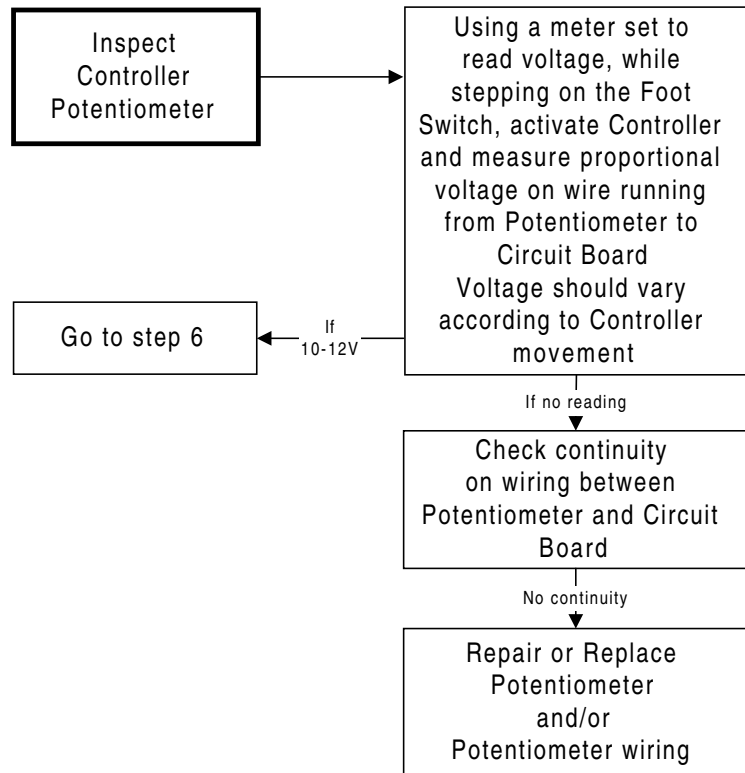 Inspect
Controller
Potentiometer
Using a meter set to
read voltage, while
stepping on the Foot
Switch, activate Controller
and measure proportional
voltage on wire running
from Potentiometer to
Circuit Board
Voltage should vary
according to Controller
movement
Go to step 6
If
10-12V
If no reading
Check continuity
on wiring between
Potentiometer and Circuit
Board
No continuity
Repair or Replace
Potentiometer
and/or
Potentiometer wiring